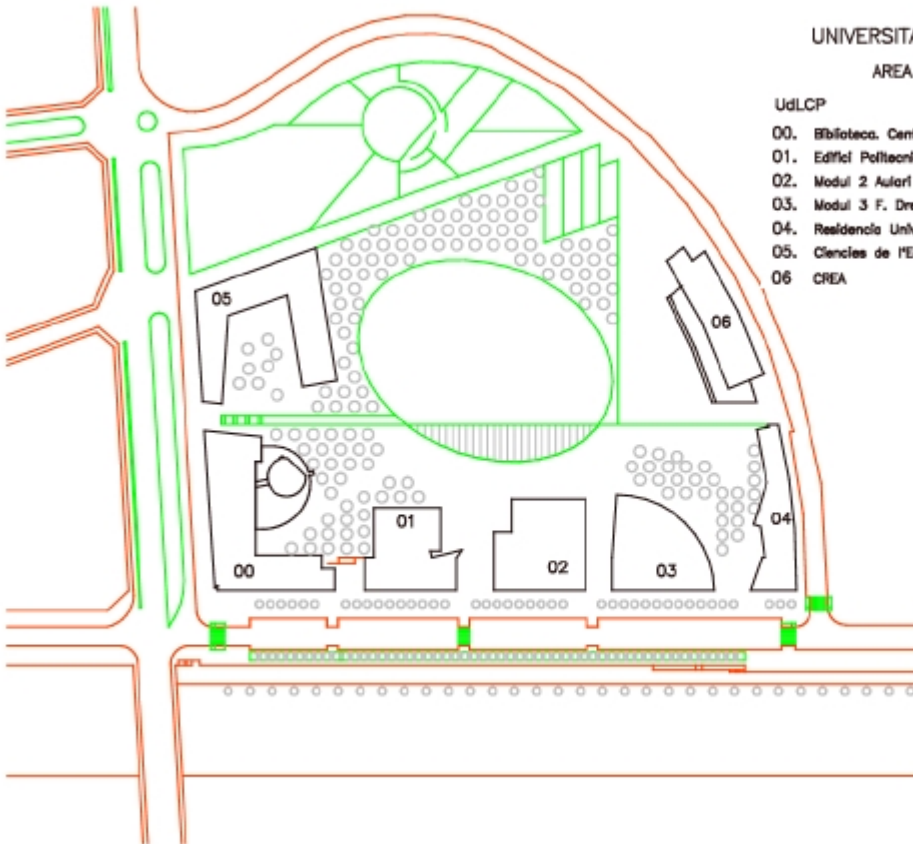 UNIVERSITA
AREA
UdLCP
00. Biblioteca. Cen
01. Edifici Politecni
02. Modul 2 Aulari
03. Modul 3 F. Dre
04. Residencia Univ
05. Ciencies de l'E
06 CREA
05
06
01
04
00
02
03